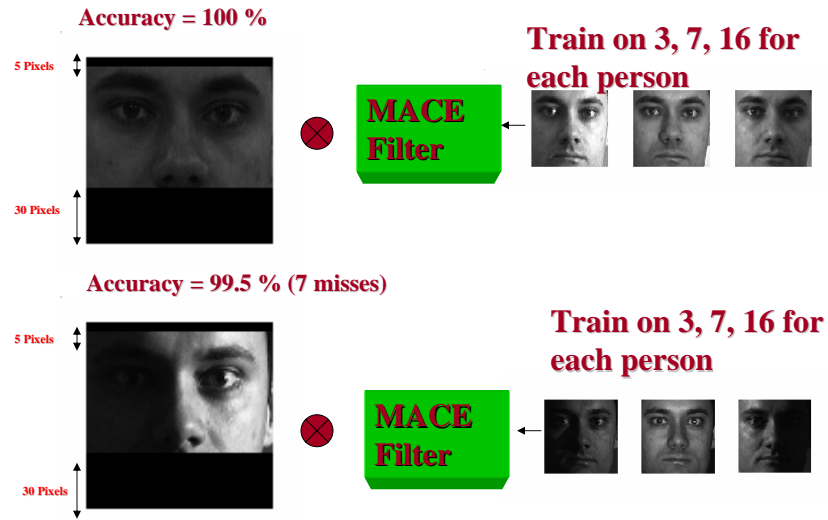 Accuracy = 100 %
Train on 3, 7, 16 for
each person
5 Pixels
MACE
Filter
30 Pixels
Accuracy = 99.5 % (7 misses)
Train on 3, 7, 16 for
each person
5 Pixels
MACE
Filter
30 Pixels